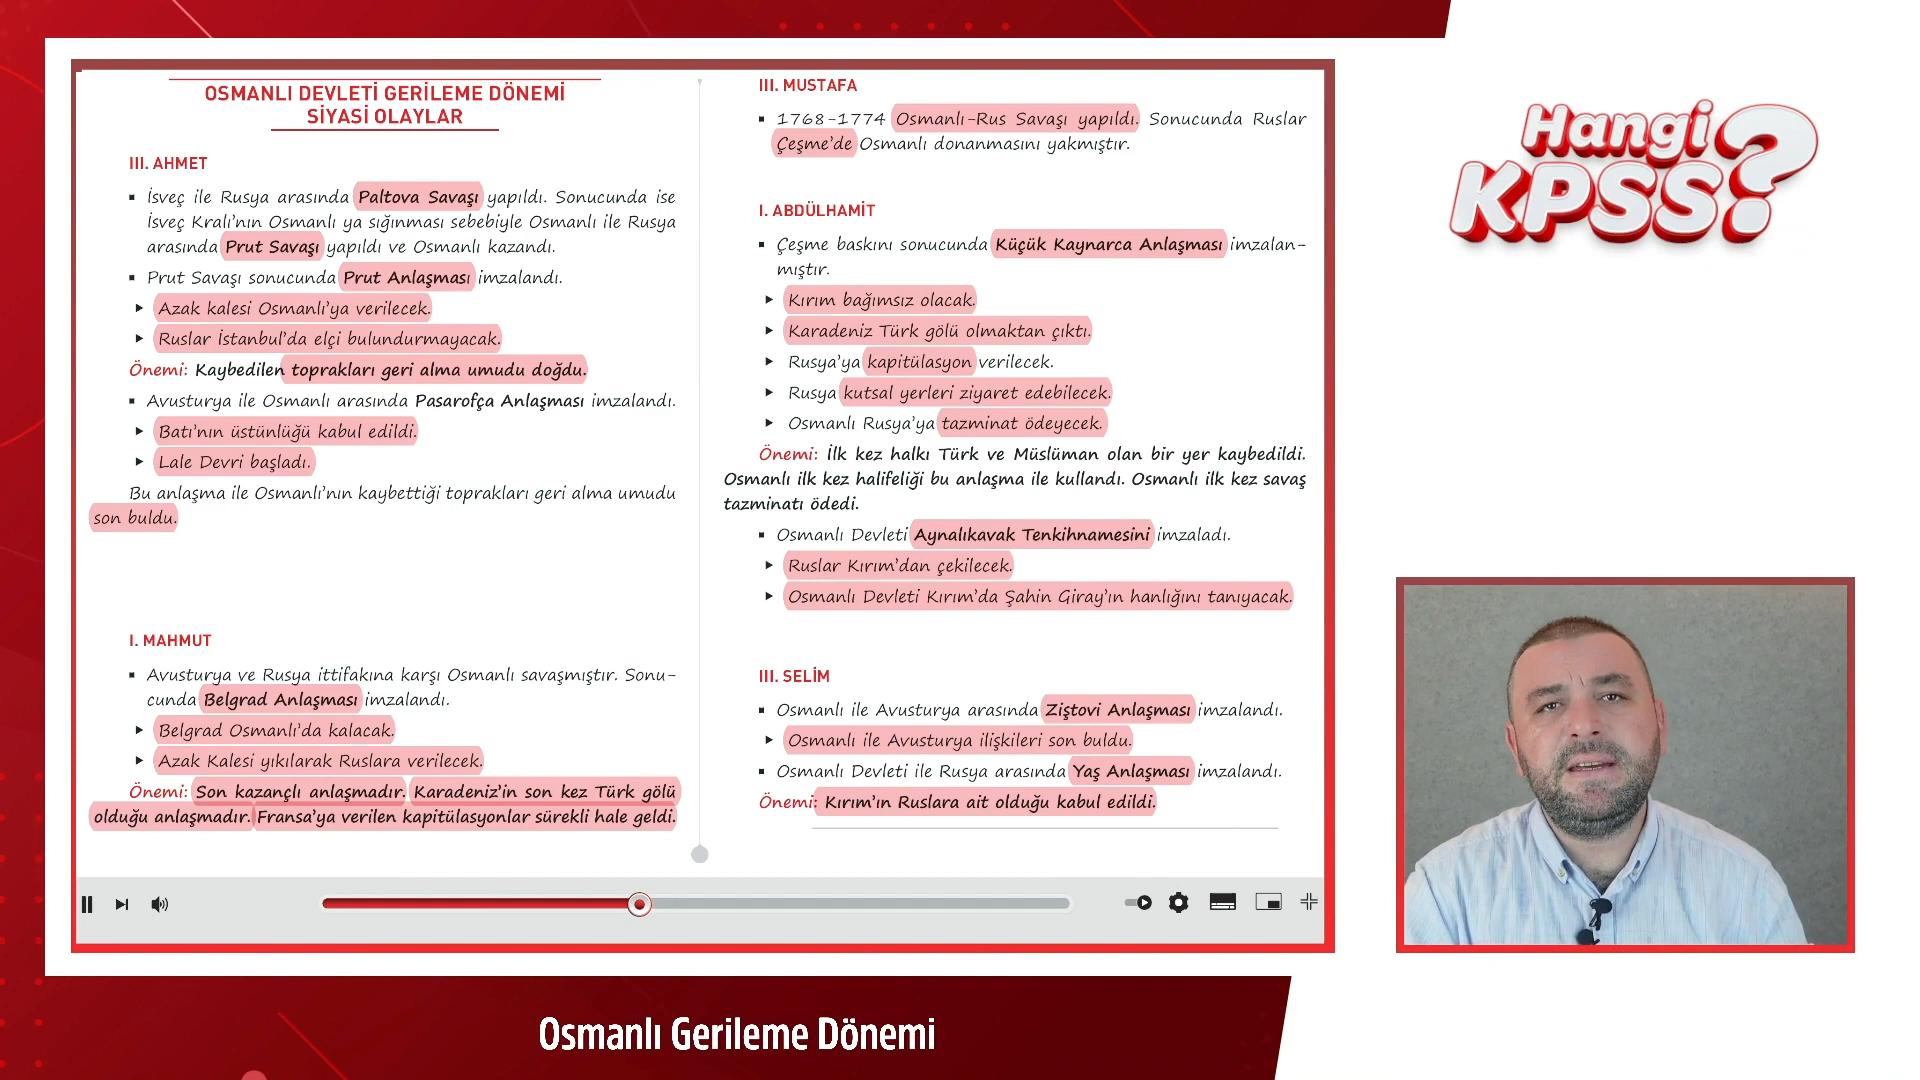 OSMANLI DEVLETİ GERİLEME DÖNEMİ
SİYASİ OLAYLAR
III. AHMET
▪ İsveç ile Rusya arasında Paltova Savaşı yapıldı. Sonucunda ise
İsveç Kralı’nın Osmanlı ya sığınması sebebiyle Osmanlı ile Rusya
arasında Prut Savaşı yapıldı ve Osmanlı kazandı.
▪ Prut Savaşı sonucunda Prut Anlaşması imzalandı.
▶ Azak kalesi Osmanlı’ya verilecek.
▶ Ruslar İstanbul’da elçi bulundurmayacak.
Önemi: Kaybedilen toprakları geri alma umudu doğdu.
▪ Avusturya ile Osmanlı arasında Pasarofça Anlaşması imzalandı.
▶ Batı’nın üstünlüğü kabul edildi.
▶ Lale Devri başladı.
Bu anlaşma ile Osmanlı’nın kaybettiği toprakları geri alma umudu
son buldu.
I. MAHMUT
▪ Avusturya ve Rusya ittifakına karşı Osmanlı savaşmıştır. Sonu-
cunda Belgrad Anlaşması imzalandı.
▶ Belgrad Osmanlı’da kalacak.
▶ Azak Kalesi yıkılarak Ruslara verilecek.
Önemi: Son kazançlı anlaşmadır. Karadeniz’in son kez Türk gölü
olduğu anlaşmadır. Fransa’ya verilen kapitülasyonlar sürekli hale geldi.
III. MUSTAFA
▪ 1768-1774 Osmanlı-Rus Savaşı yapıldı. Sonucunda Ruslar
Çeşme’de Osmanlı donanmasını yakmıştır.
I. ABDÜLHAMİT
▪ Çeşme baskını sonucunda Küçük Kaynarca Anlaşması imzalan-
mıştır.
▶ Kırım bağımsız olacak.
▶ Karadeniz Türk gölü olmaktan çıktı.
▶ Rusya’ya kapitülasyon verilecek.
▶ Rusya kutsal yerleri ziyaret edebilecek.
▶ Osmanlı Rusya’ya tazminat ödeyecek.
Önemi: İlk kez halkı Türk ve Müslüman olan bir yer kaybedildi.
Osmanlı ilk kez halifeliği bu anlaşma ile kullandı. Osmanlı ilk kez savaş
tazminatı ödedi.
▪ Osmanlı Devleti Aynalıkavak Tenkihnamesini imzaladı.
▶ Ruslar Kırım’dan çekilecek.
▶ Osmanlı Devleti Kırım’da Şahin Giray’ın hanlığını tanıyacak.
III. SELİM
▪ Osmanlı ile Avusturya arasında Ziştovi Anlaşması imzalandı.
▶ Osmanlı ile Avusturya ilişkileri son buldu.
▪ Osmanlı Devleti ile Rusya arasında Yaş Anlaşması imzalandı.
Önemi: Kırım’ın Ruslara ait olduğu kabul edildi.
Hangi
KPSS?
Osmanlı Gerileme Dönemi